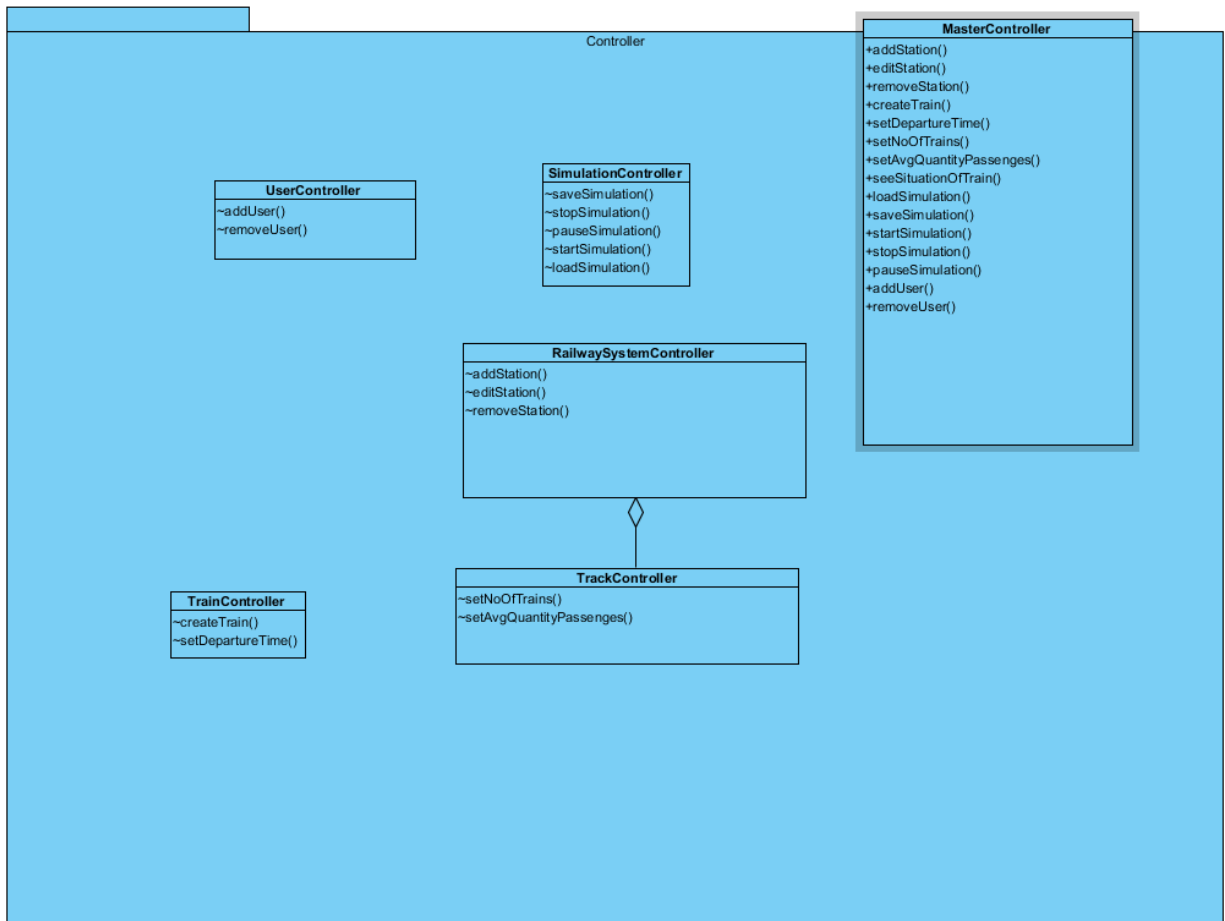 Controller
MasterController
+addStation()
+editStation()
+removeStation()
+createTrain()
+setDepartureTime()
+setNoOfTrains()
+setAvgQuantityPassenges()
+seeSituationOfTrain()
+loadSimulation()
+saveSimulation()
+startSimulation()
+stopSimulation()
+pauseSimulation()
+addUser()
+removeUser()
UserController
~addUser()
~removeUser()
SimulationController
~saveSimulation()
~stopSimulation()
~pauseSimulation()
~startSimulation()
~loadSimulation()
RailwaySystemController
~addStation()
~editStation()
~removeStation()
TrainController
~createTrain()
~setDepartureTime()
TrackController
~setNoOfTrains()
~setAvgQuantityPassenges()